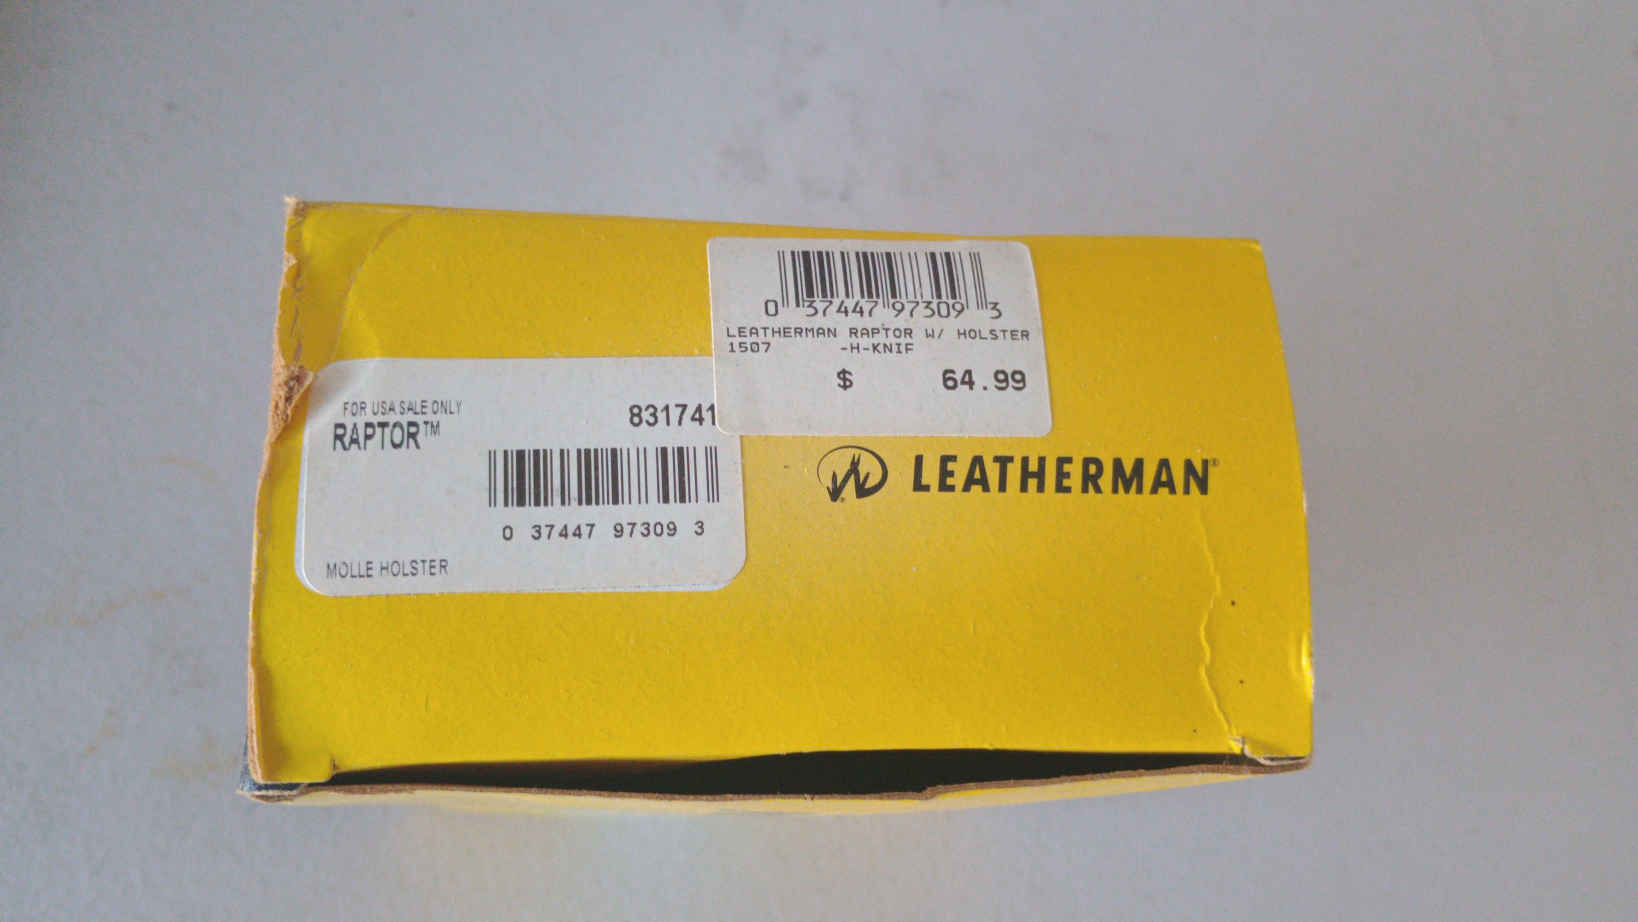 0 37447 97309 3
LEATHERMAN RAPTOR W/ HOLSTER
1507 -H-KNIF
$ 64.99
FOR USA SALE ONLY
831741
RAPTOR™
0 37447 97309 3
MOLLE HOLSTER
LEATHERMAN®